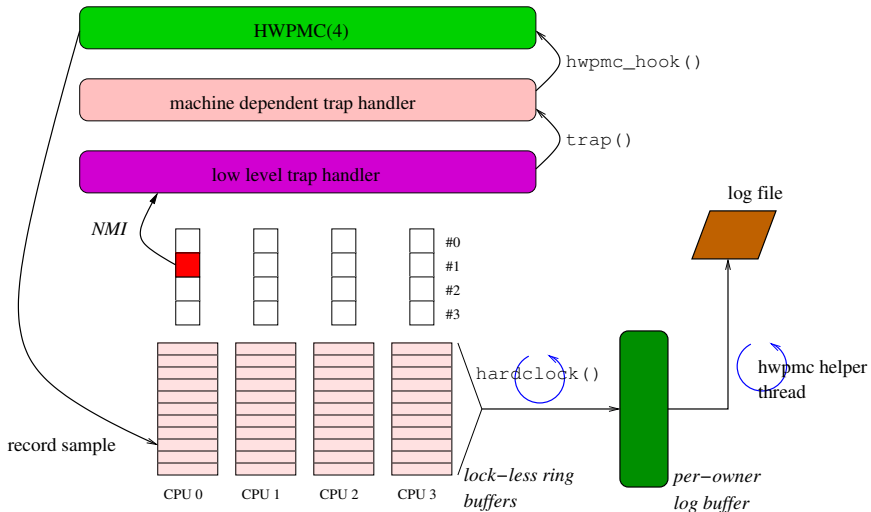 HWPMC(4)
hwpmc_hook()
machine dependent trap handler
trap()
low level trap handler
log file
NMI
#0
#1
#2
#3
hardclock()
hwpmc helper
thread
record sample
lock−less ring
buffers
per−owner
log buffer
CPU 0
CPU 1
CPU 2
CPU 3